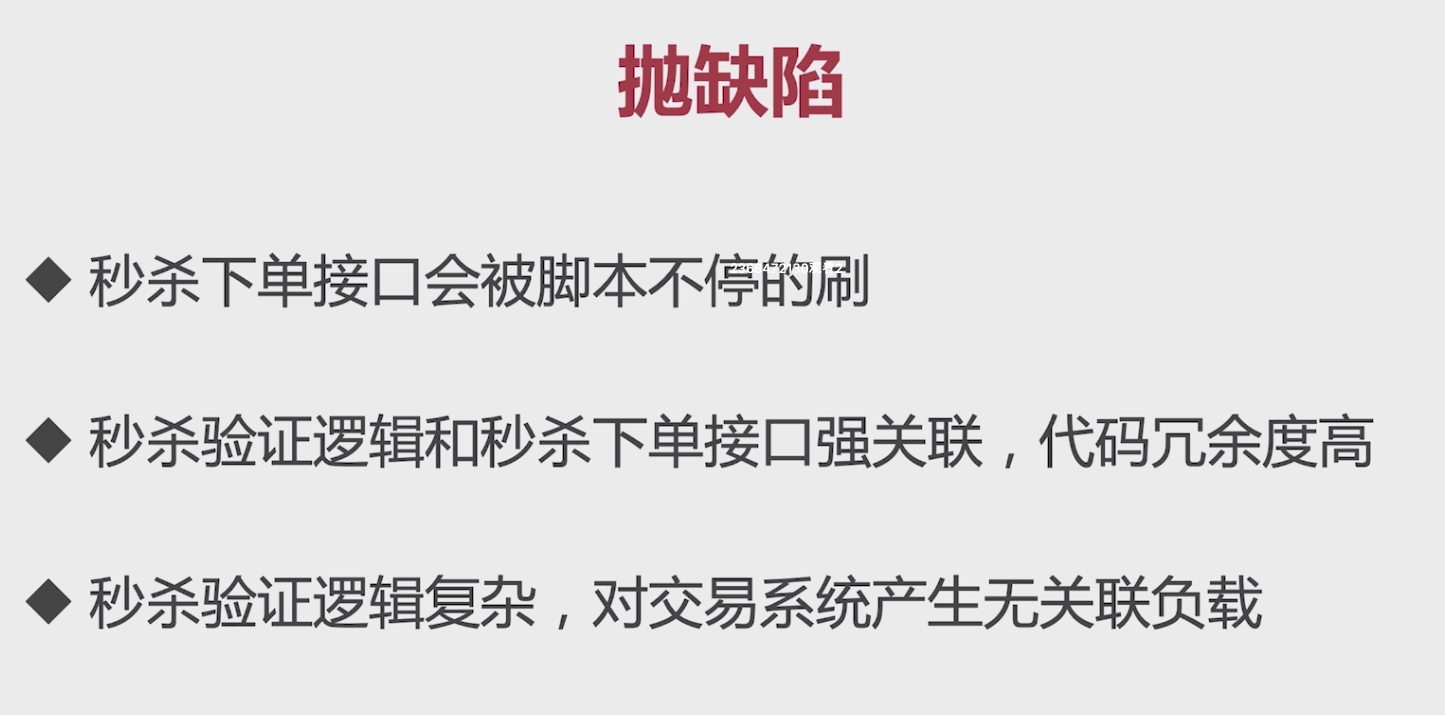 抛缺陷
◆ 秒杀下单接口会被脚本不停的刷
◆ 秒杀验证逻辑和秒杀下单接口强关联，代码冗余度高
◆ 秒杀验证逻辑复杂，对交易系统产生无关联负载